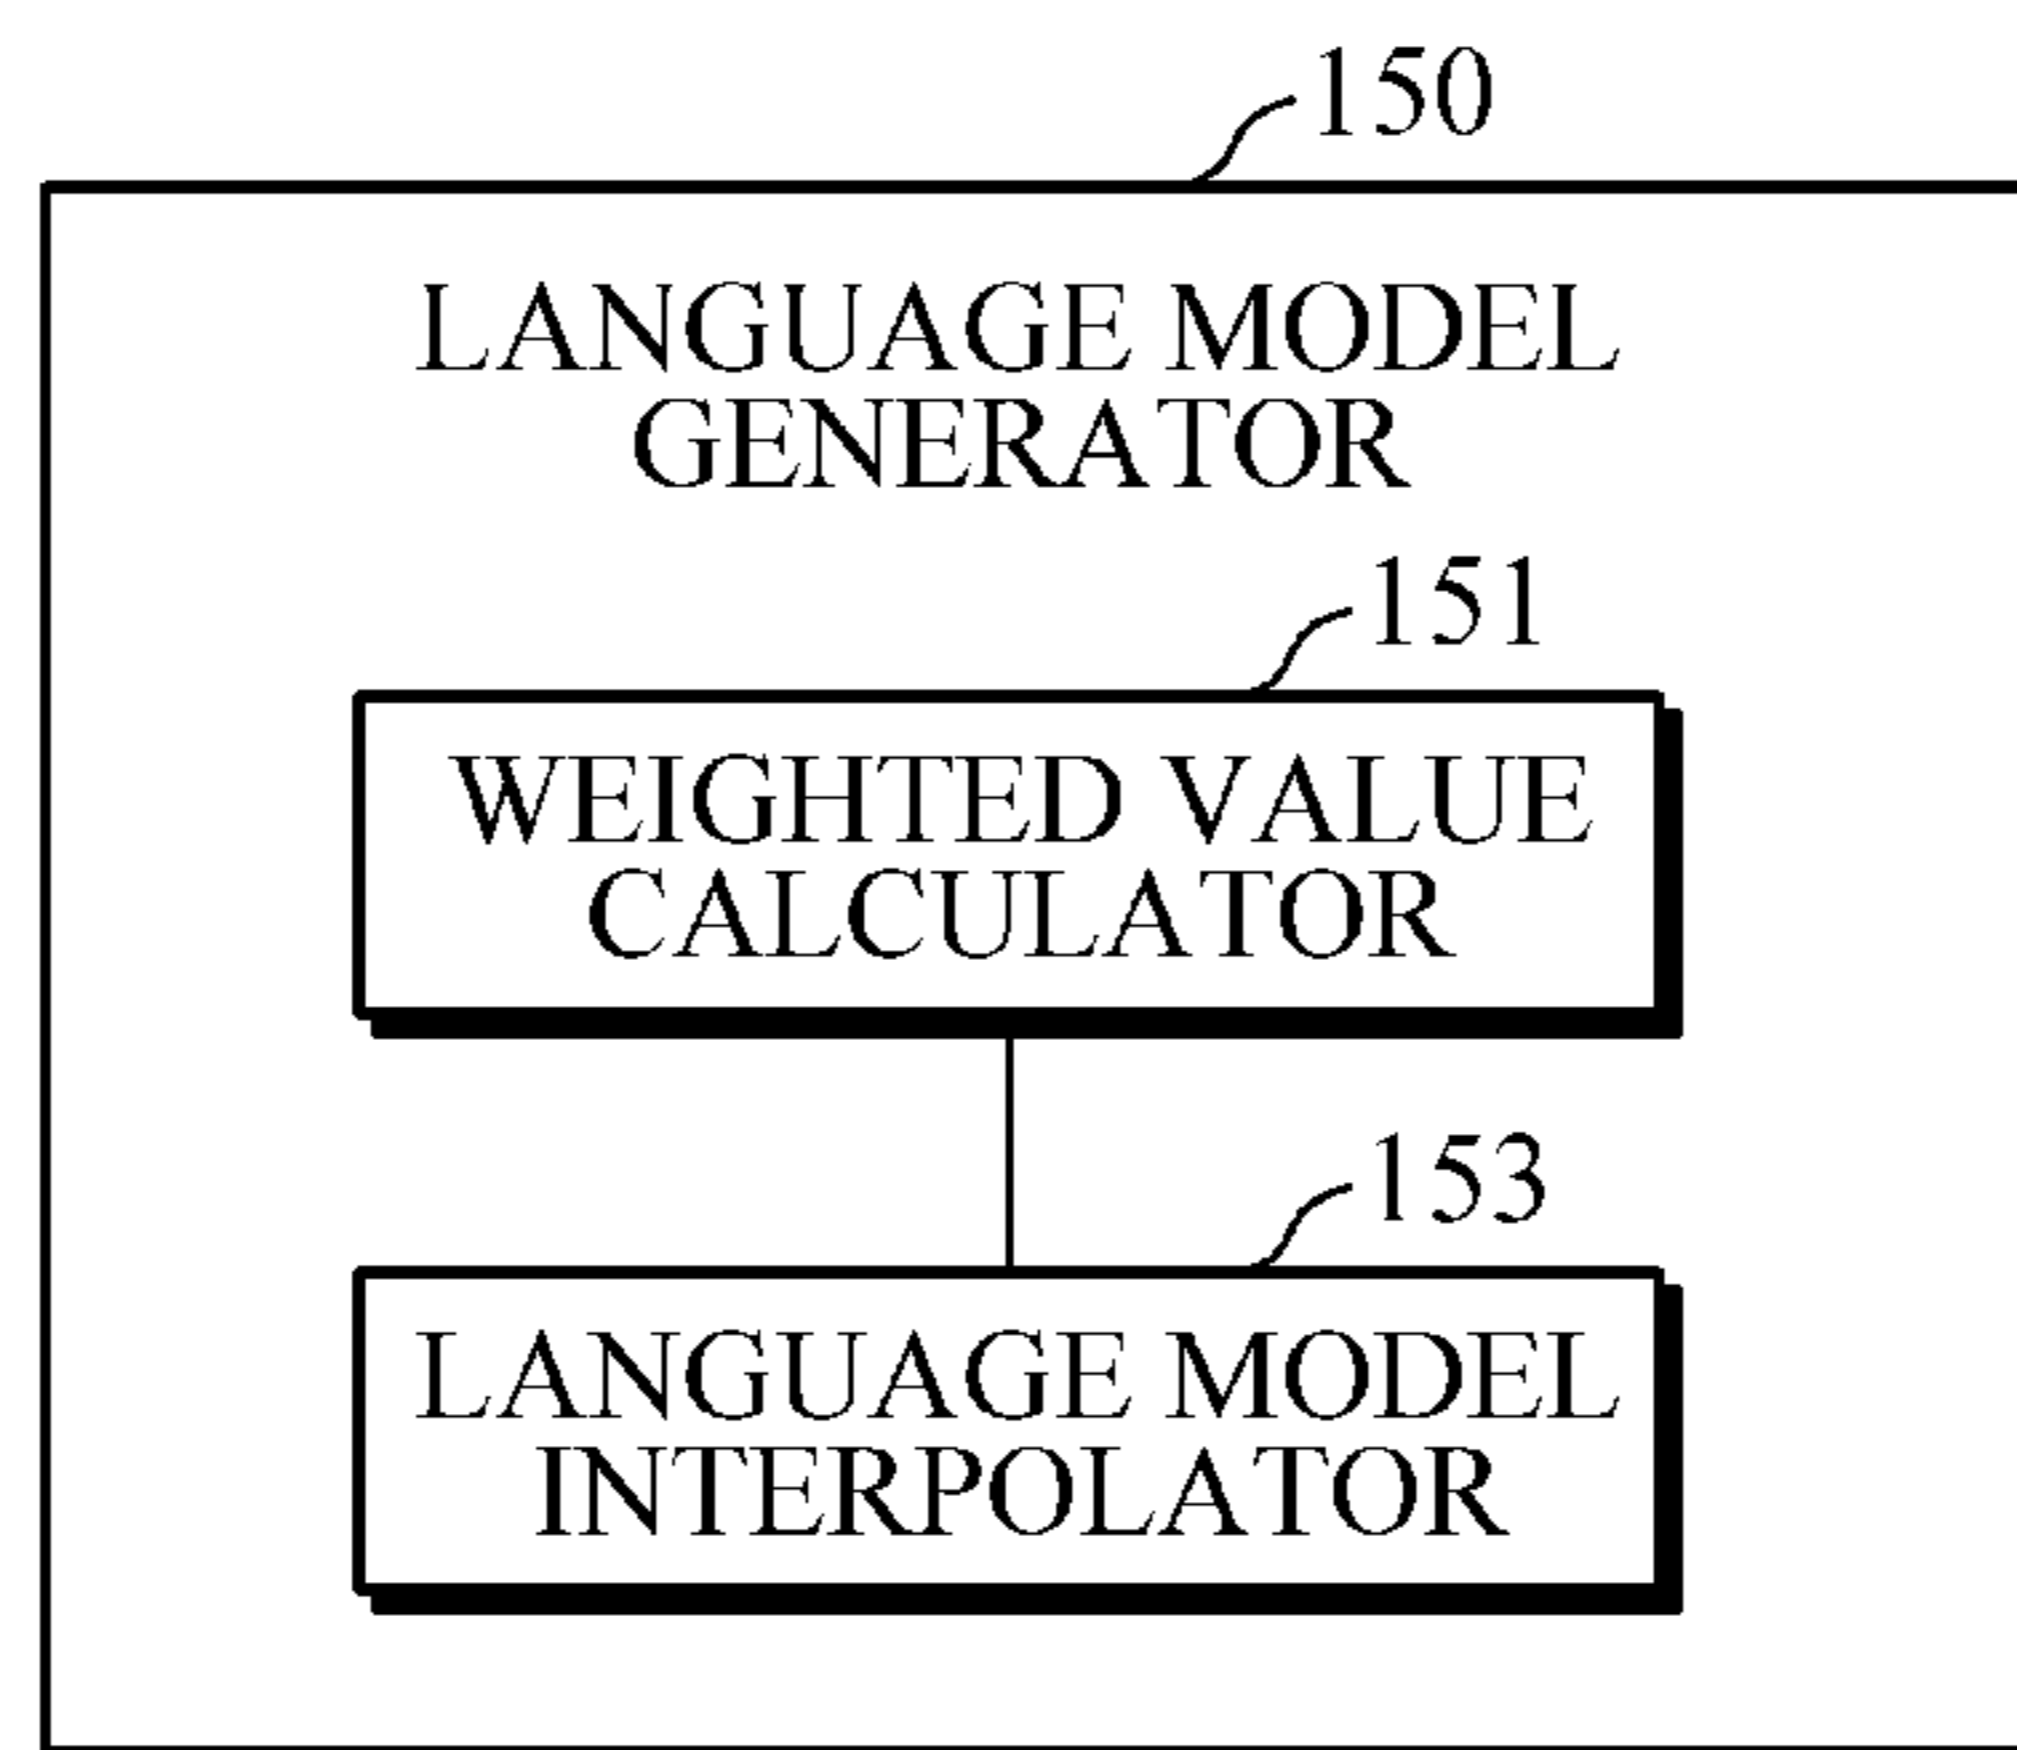 150
LANGUAGE MODEL
GENERATOR
151
WEIGHTED VALUE
CALCULATOR
153
LANGUAGE MODEL
INTERPOLATOR